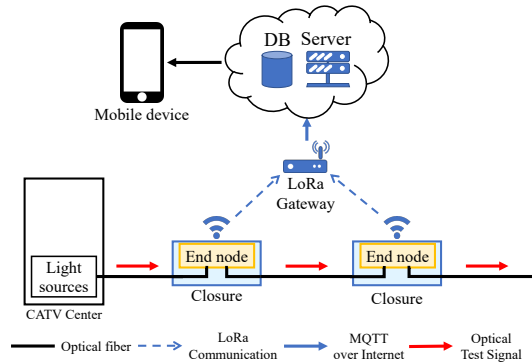 DB Server
Mobile device
LoRa
Gateway
Light
sources
CATV Center
End node
Closure
End node
Closure
Optical fiber
LoRa
Communication
MQTT
over Internet
Optical
Test Signal